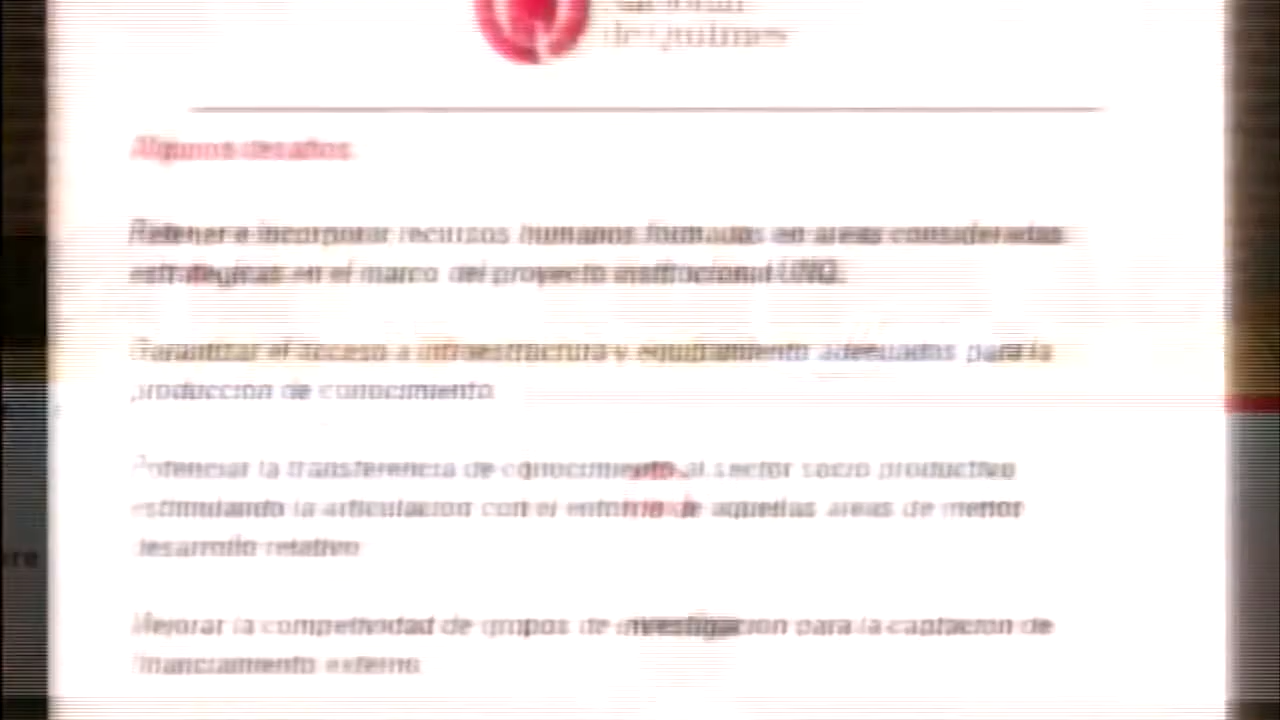 de Quilmes
Algunos desafíos
Retener e incorporar recursos humanos formados en áreas consideradas
estratégicas en el marco del proyecto institucional UNQ.
Garantizar el acceso a infraestructura y equipamiento adecuados para la
producción de conocimiento
Potenciar la transferencia de conocimiento al sector socio productivo
estimulando la articulación con el entorno de aquellas áreas de menor
desarrollo relativo
Mejorar la competitividad de grupos de investigación para la captación de
financiamiento externo